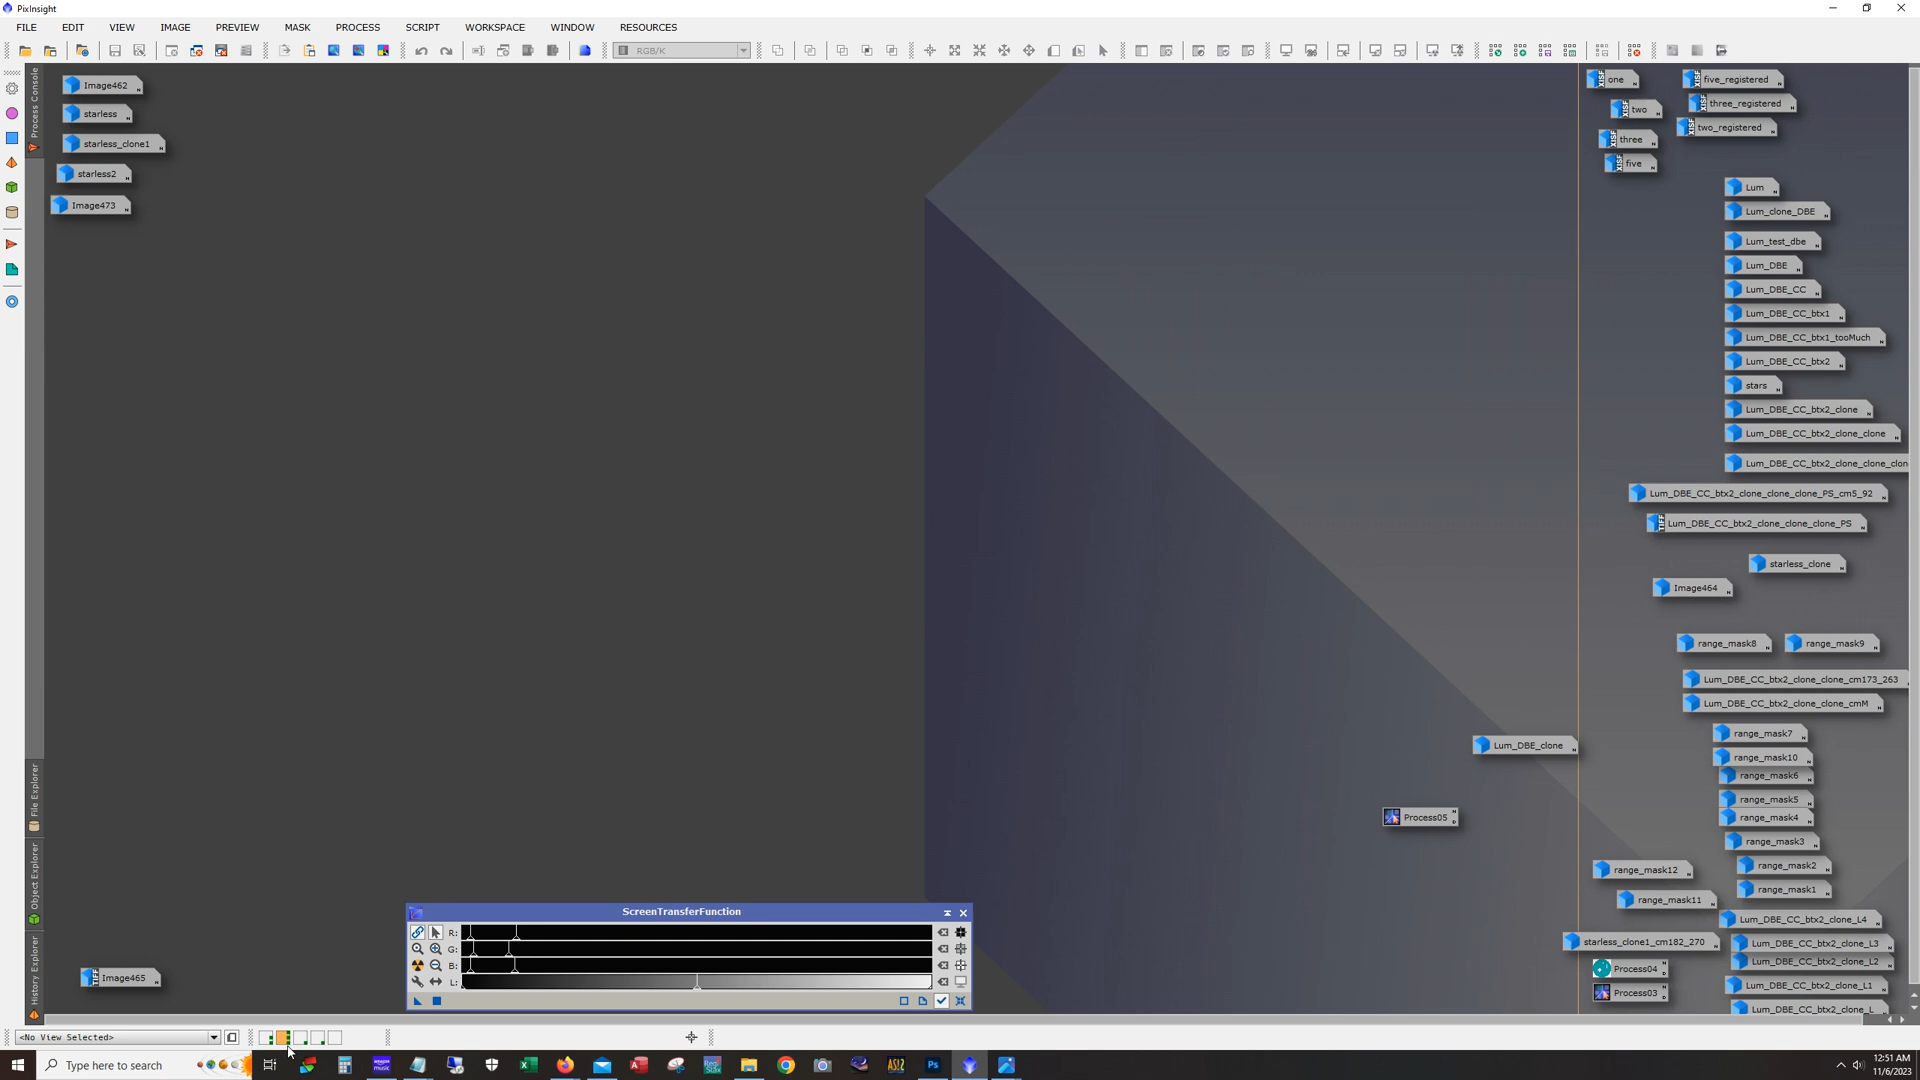 PixInsight
FILE EDIT VIEW IMAGE PREVIEW MASK PROCESS SCRIPT WORKSPACE WINDOW RESOURCES
RGB/K
Process Console
File Explorer
Object Explorer
History Explorer
Image462
starless
starless_clone1
starless2
Image473
Image465
one
two
three
five
five_registered
three_registered
two_registered
Lum
Lum_clone_DBE
Lum_test_dbe
Lum_DBE
Lum_DBE_CC
Lum_DBE_CC_btx1
Lum_DBE_CC_btx1_tooMuch
Lum_DBE_CC_btx2
stars
Lum_DBE_CC_btx2_clone
Lum_DBE_CC_btx2_clone_clone
Lum_DBE_CC_btx2_clone_clone_clon
Lum_DBE_CC_btx2_clone_clone_clone_PS_cm5_92
Lum_DBE_CC_btx2_clone_clone_clone_PS
starless_clone
Image464
range_mask8 range_mask9
Lum_DBE_CC_btx2_clone_clone_cm173_263
Lum_DBE_CC_btx2_clone_clone_cmM
range_mask7
Lum_DBE_clone
range_mask10
range_mask6
range_mask5
range_mask4
Process05
range_mask3
range_mask2
range_mask12
range_mask1
range_mask11
Lum_DBE_CC_btx2_clone_L4
starless_clone1_cm182_270
Lum_DBE_CC_btx2_clone_L3
Lum_DBE_CC_btx2_clone_L2
Process04
Lum_DBE_CC_btx2_clone_L1
Process03
Lum_DBE_CC_btx2_clone_L
ScreenTransferFunction
R:
G:
B:
L:
<No View Selected>
Type here to search
Ps
12:51 AM
11/6/2023